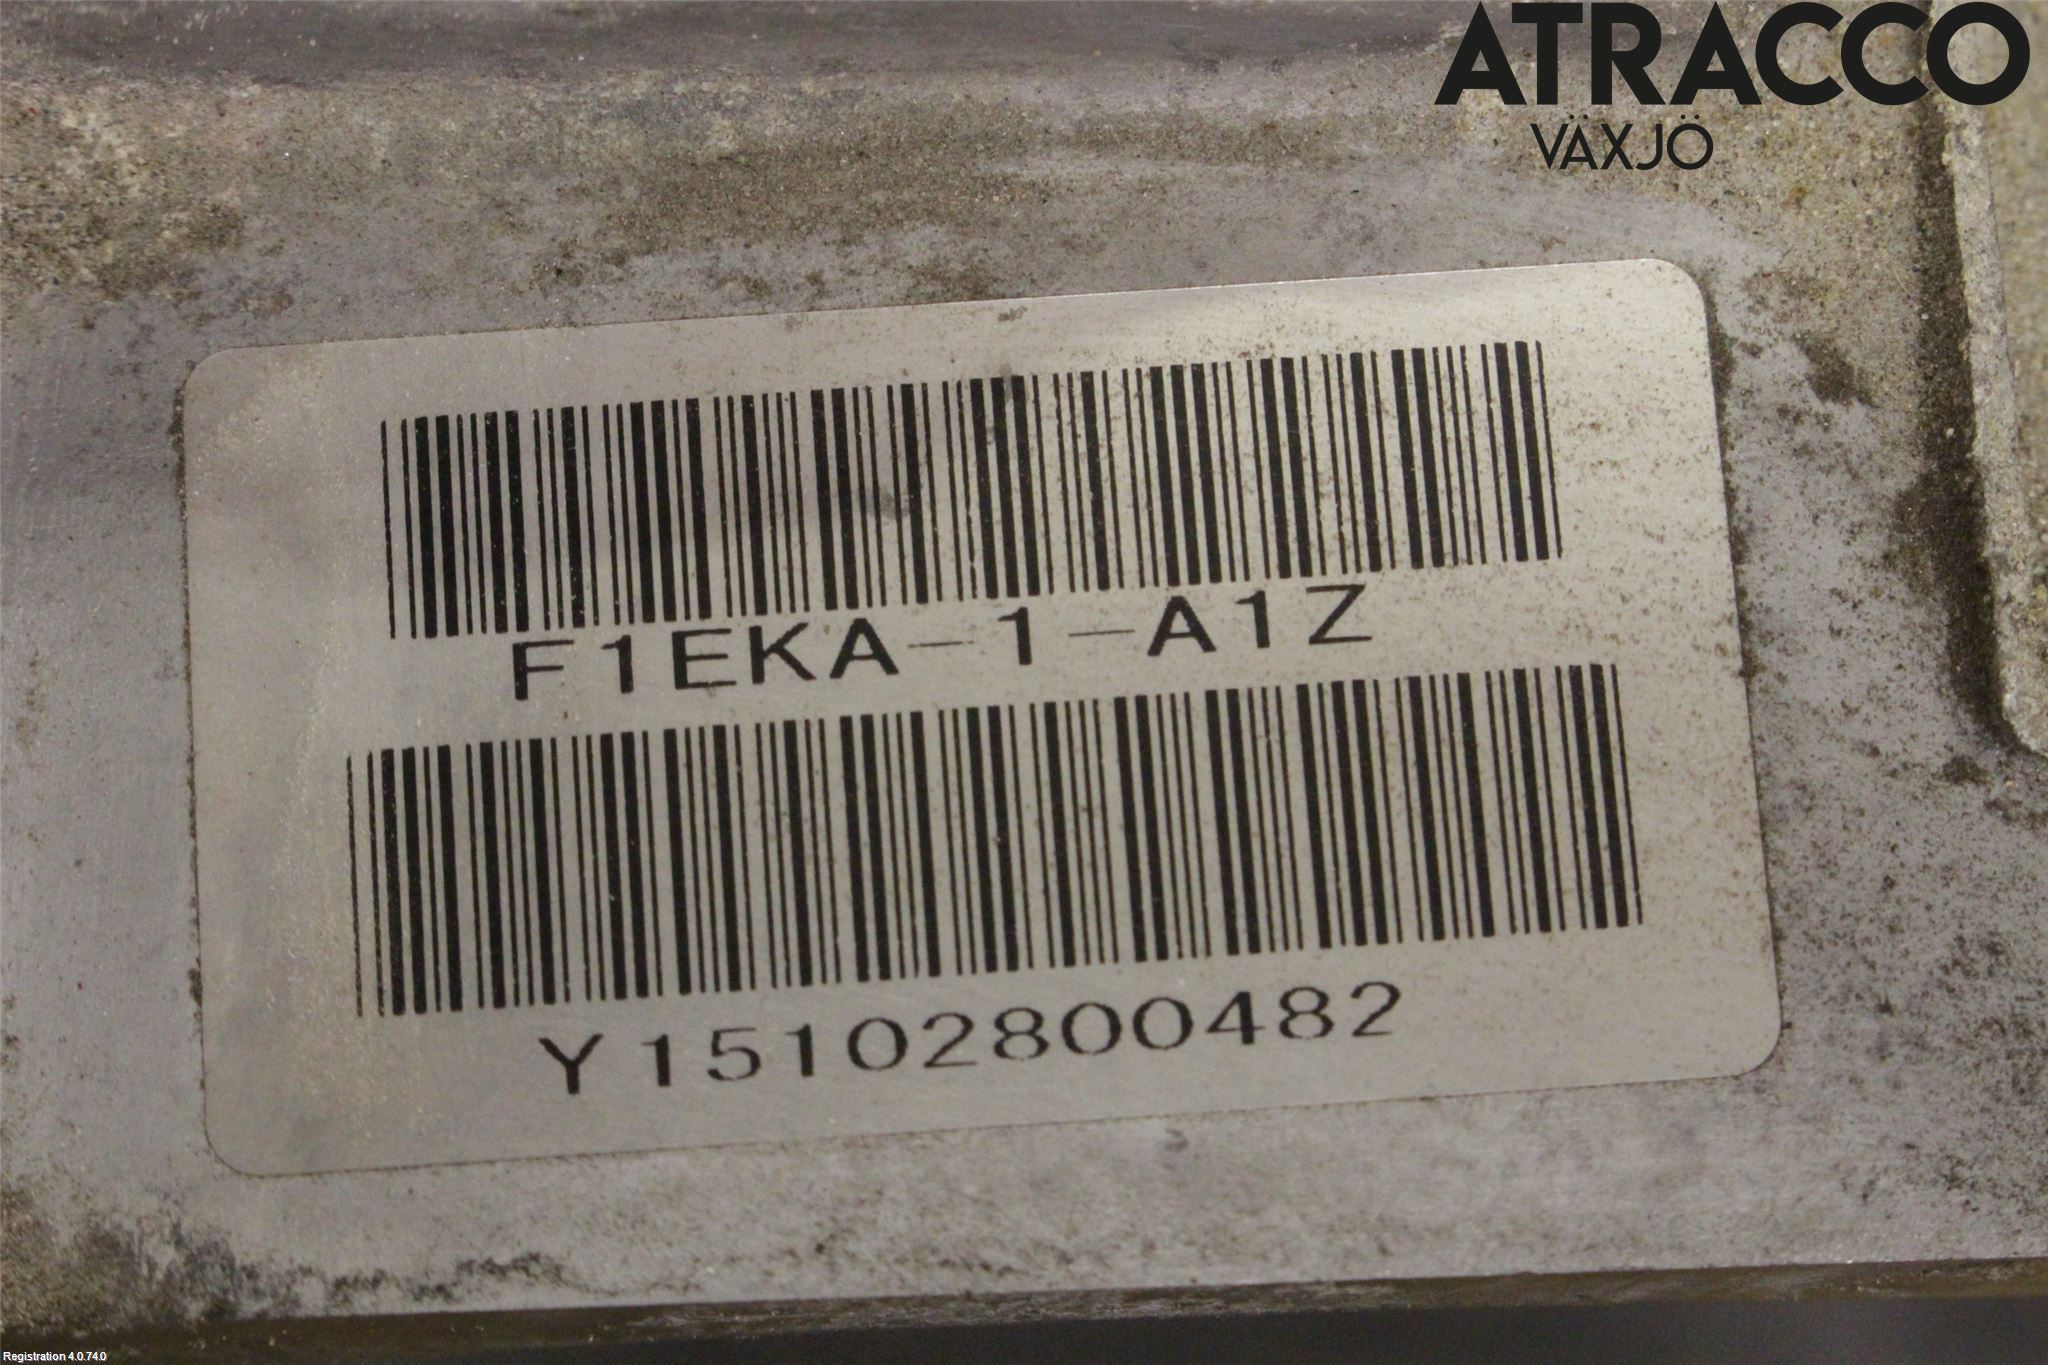 ATRACCO
VÄXJÖ
F1EKA-1-A1Z
Y15102800482
Registration 4.0.74.0